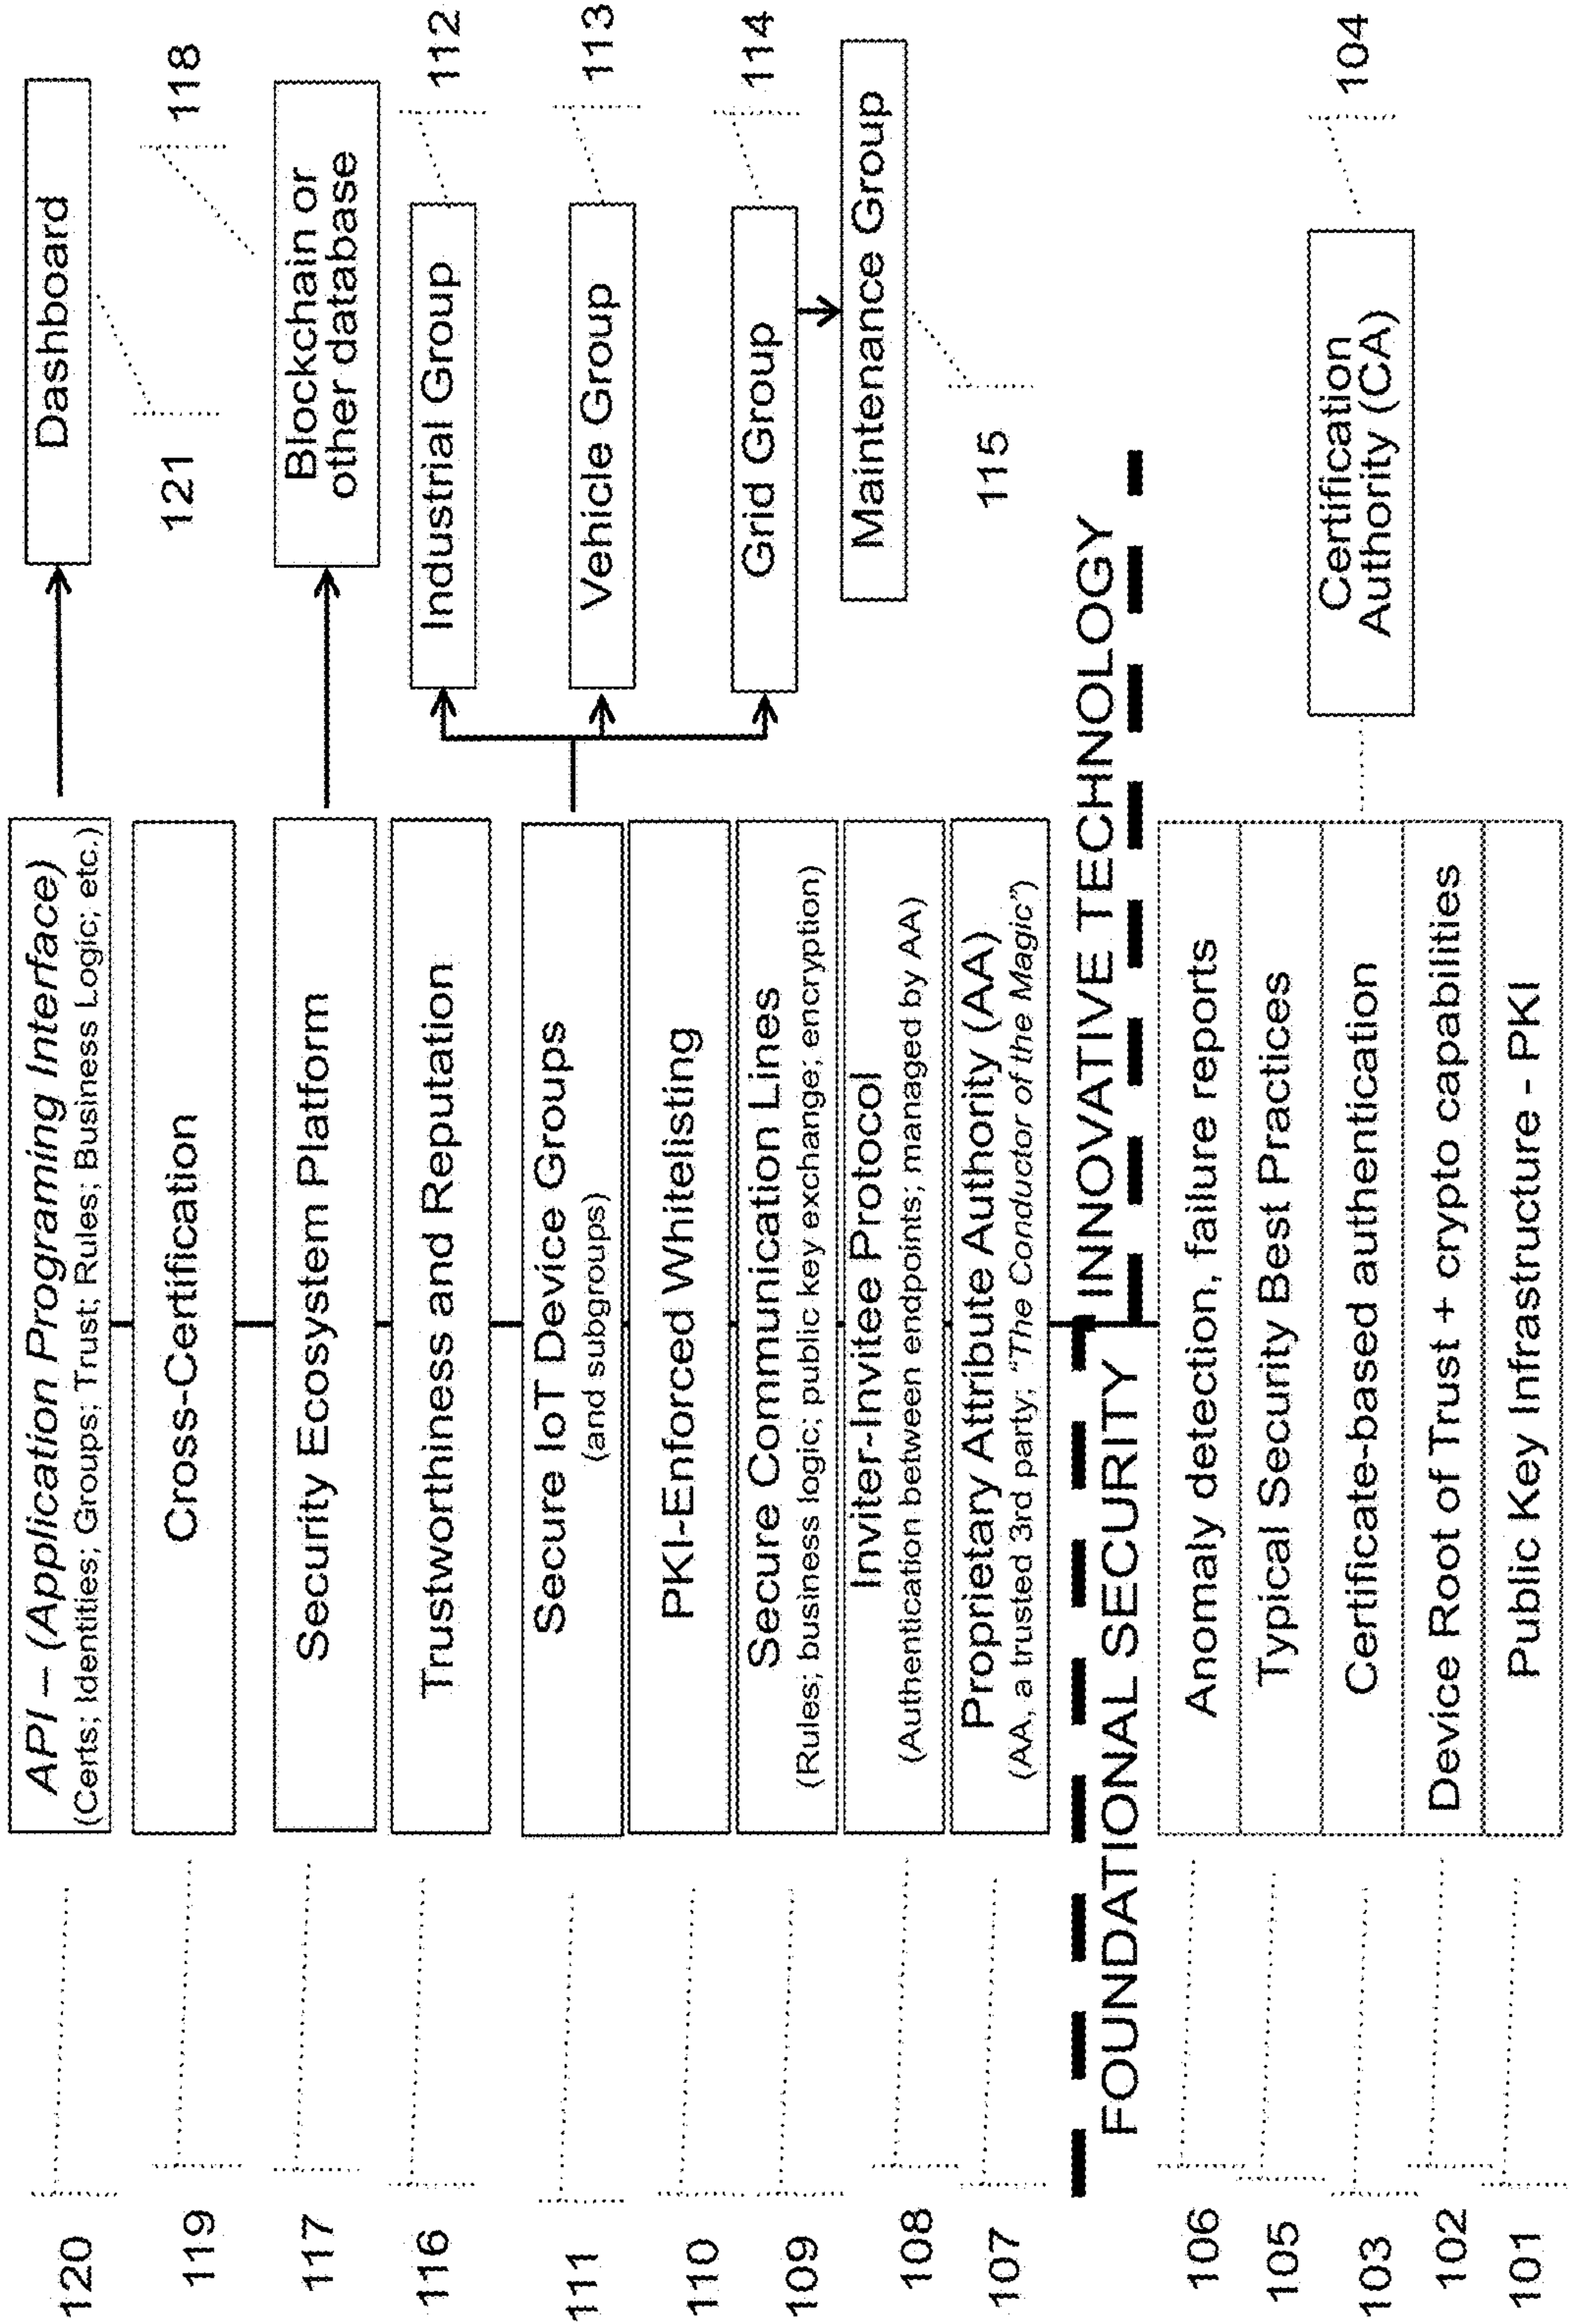 120
API – (Application Programing Interface)
(Certs; Identities; Groups; Trust; Rules; Business Logic; etc.)
Dashboard
121
119
Cross-Certification
118
117
Security Ecosystem Platform
Blockchain or
other database
116
Trustworthiness and Reputation
Industrial Group
112
111
Secure IoT Device Groups
(and subgroups)
Vehicle Group
113
110
PKI-Enforced Whitelisting
109
Secure Communication Lines
(Rules; business logic; public key exchange; encryption)
Grid Group
114
108
Inviter-Invitee Protocol
(Authentication between endpoints; managed by AA)
Maintenance Group
115
107
Proprietary Attribute Authority (AA)
(AA, a trusted 3rd party; "The Conductor of the Magic")
INNOVATIVE TECHNOLOGY
FOUNDATIONAL SECURITY
106
Anomaly detection, failure reports
105
Typical Security Best Practices
103
Certificate-based authentication
Certification
Authority (CA)
104
102
Device Root of Trust + crypto capabilities
101
Public Key Infrastructure - PKI